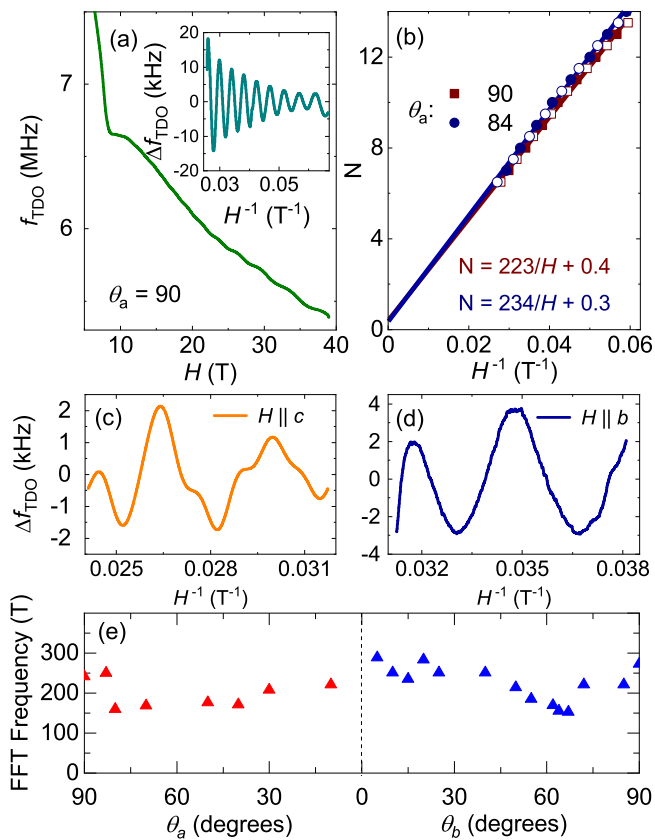 (a)
7
6
f_TDO (MHz)
θ_a = 90
10 20 30 40
H (T)
20
10
0
-10
-20
Δf_TDO (kHz)
0.03 0.05
H⁻¹ (T⁻¹)
(b)
12
8
4
0
N
θ_a:
90
84
N = 223/H + 0.4
N = 234/H + 0.3
0.00 0.02 0.04 0.06
H⁻¹ (T⁻¹)
(c)
H || c
2
1
0
-1
-2
Δf_TDO (kHz)
0.025 0.028 0.031
H⁻¹ (T⁻¹)
(d)
H || b
4
2
0
-2
-4
0.032 0.035 0.038
H⁻¹ (T⁻¹)
(e)
300
200
100
0
FFT Frequency (T)
90 60 30 0 30 60 90
θ_a (degrees)
θ_b (degrees)